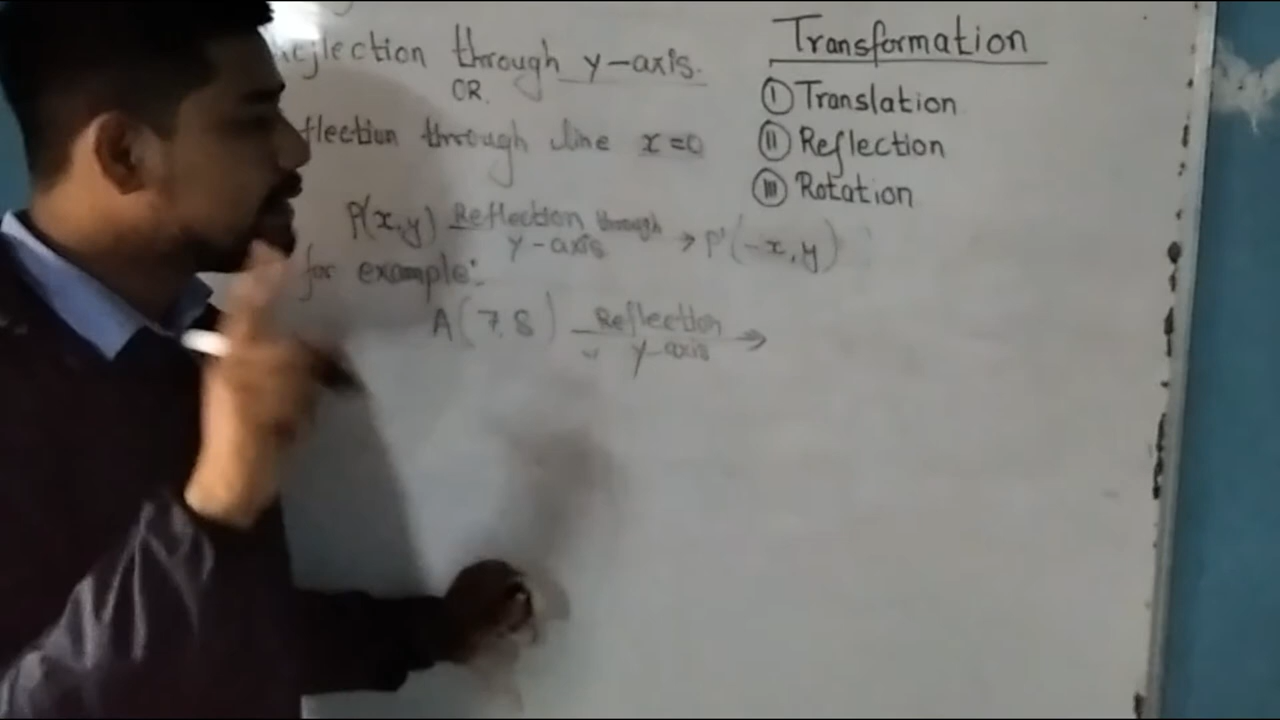 Reflection through y-axis.
OR.
flection through line x=0
P(x,y) Reflection through y-axis → P'(-x,y)
for example:
A(7,8) Reflection y-axis →
Transformation
(I) Translation
(II) Reflection
(III) Rotation